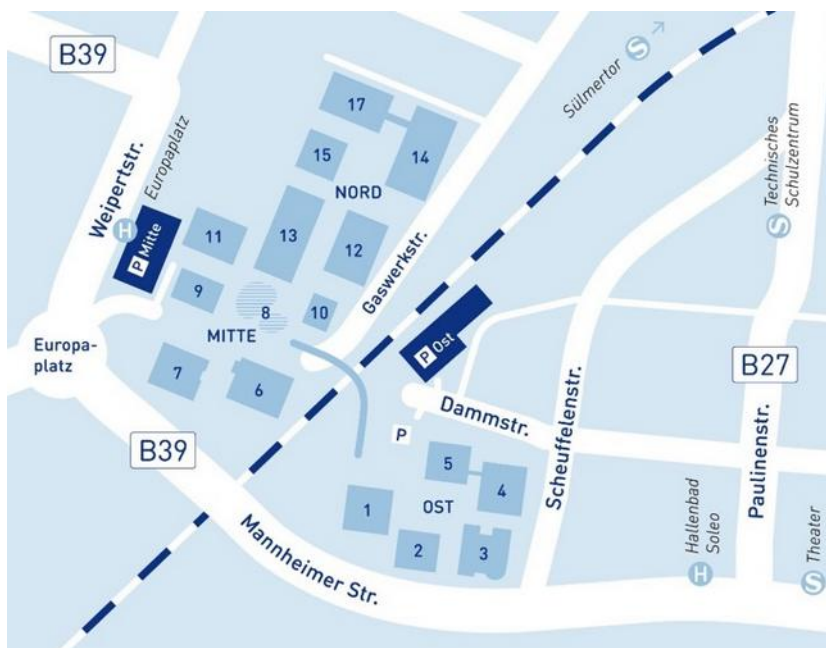 B39
Weipertstr.
H
Europaplatz
P Mitte
Europa-
platz
17
15
14
NORD
11
13
12
9
8
10
MITTE
7
6
Gaswerkstr.
Sülmertor
S
Technisches
Schulzentrum
S
P Ost
Dammstr.
P
B27
B39
5
4
1
OST
2
3
Mannheimer Str.
Scheuffelenstr.
Paulinenstr.
Hallenbad
Soleo
H
Theater
S